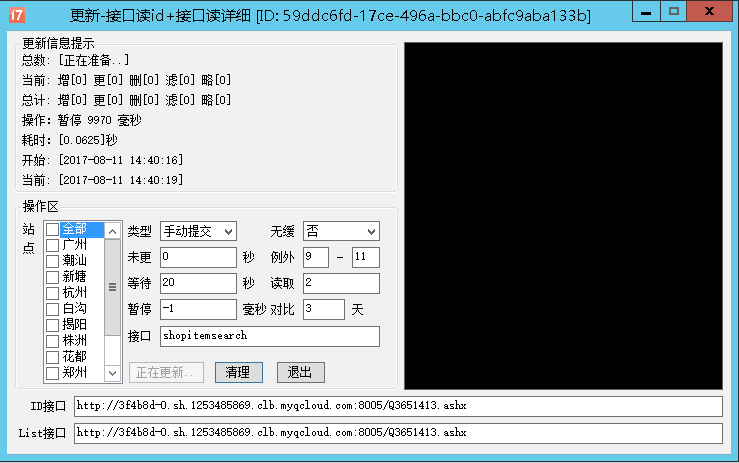 f7 更新-接口读id+接口读详细 [ID: 59ddc6fd-17ce-496a-bbc0-abfc9aba133b]
更新信息提示
总数: [正在准备..]
当前: 增[0] 更[0] 删[0] 滤[0] 略[0]
总计: 增[0] 更[0] 删[0] 滤[0] 略[0]
操作: 暂停 9970 毫秒
耗时: [0.0625]秒
开始: [2017-08-11 14:40:16]
当前: [2017-08-11 14:40:19]
操作区
站点
全部
广州
潮汕
新塘
杭州
白沟
揭阳
株洲
花都
郑州
类型 手动提交 无缓 否
未更 0 秒 例外 9 - 11
等待 20 秒 读取 2
暂停 -1 毫秒 对比 3 天
接口 shopitemsearch
正在更新.. 清理 退出
ID接口 http://3f4b8d-0.sh.1253485869.clb.myqcloud.com:8005/Q3651413.ashx
List接口 http://3f4b8d-0.sh.1253485869.clb.myqcloud.com:8005/Q3651413.ashx